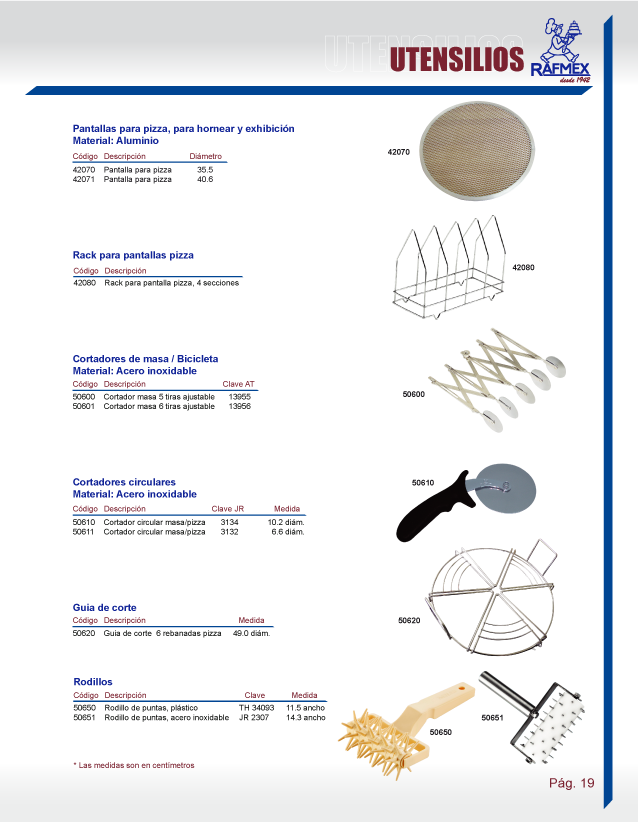 UTENSILIOS
UTENSILIOS
RAFMEX
desde 1942
Pantallas para pizza, para hornear y exhibición
Material: Aluminio
Código Descripción Diámetro
42070 Pantalla para pizza 35.5
42071 Pantalla para pizza 40.6
42070
Rack para pantallas pizza
Código Descripción
42080 Rack para pantalla pizza, 4 secciones
42080
Cortadores de masa / Bicicleta
Material: Acero inoxidable
Código Descripción Clave AT
50600 Cortador masa 5 tiras ajustable 13955
50601 Cortador masa 6 tiras ajustable 13956
50600
Cortadores circulares
Material: Acero inoxidable
Código Descripción Clave JR Medida
50610 Cortador circular masa/pizza 3134 10.2 diám.
50611 Cortador circular masa/pizza 3132 6.6 diám.
50610
Guia de corte
Código Descripción Medida
50620 Guia de corte 6 rebanadas pizza 49.0 diám.
50620
Rodillos
Código Descripción Clave Medida
50650 Rodillo de puntas, plástico TH 34093 11.5 ancho
50651 Rodillo de puntas, acero inoxidable JR 2307 14.3 ancho
50650
50651
* Las medidas son en centímetros
Pág. 19